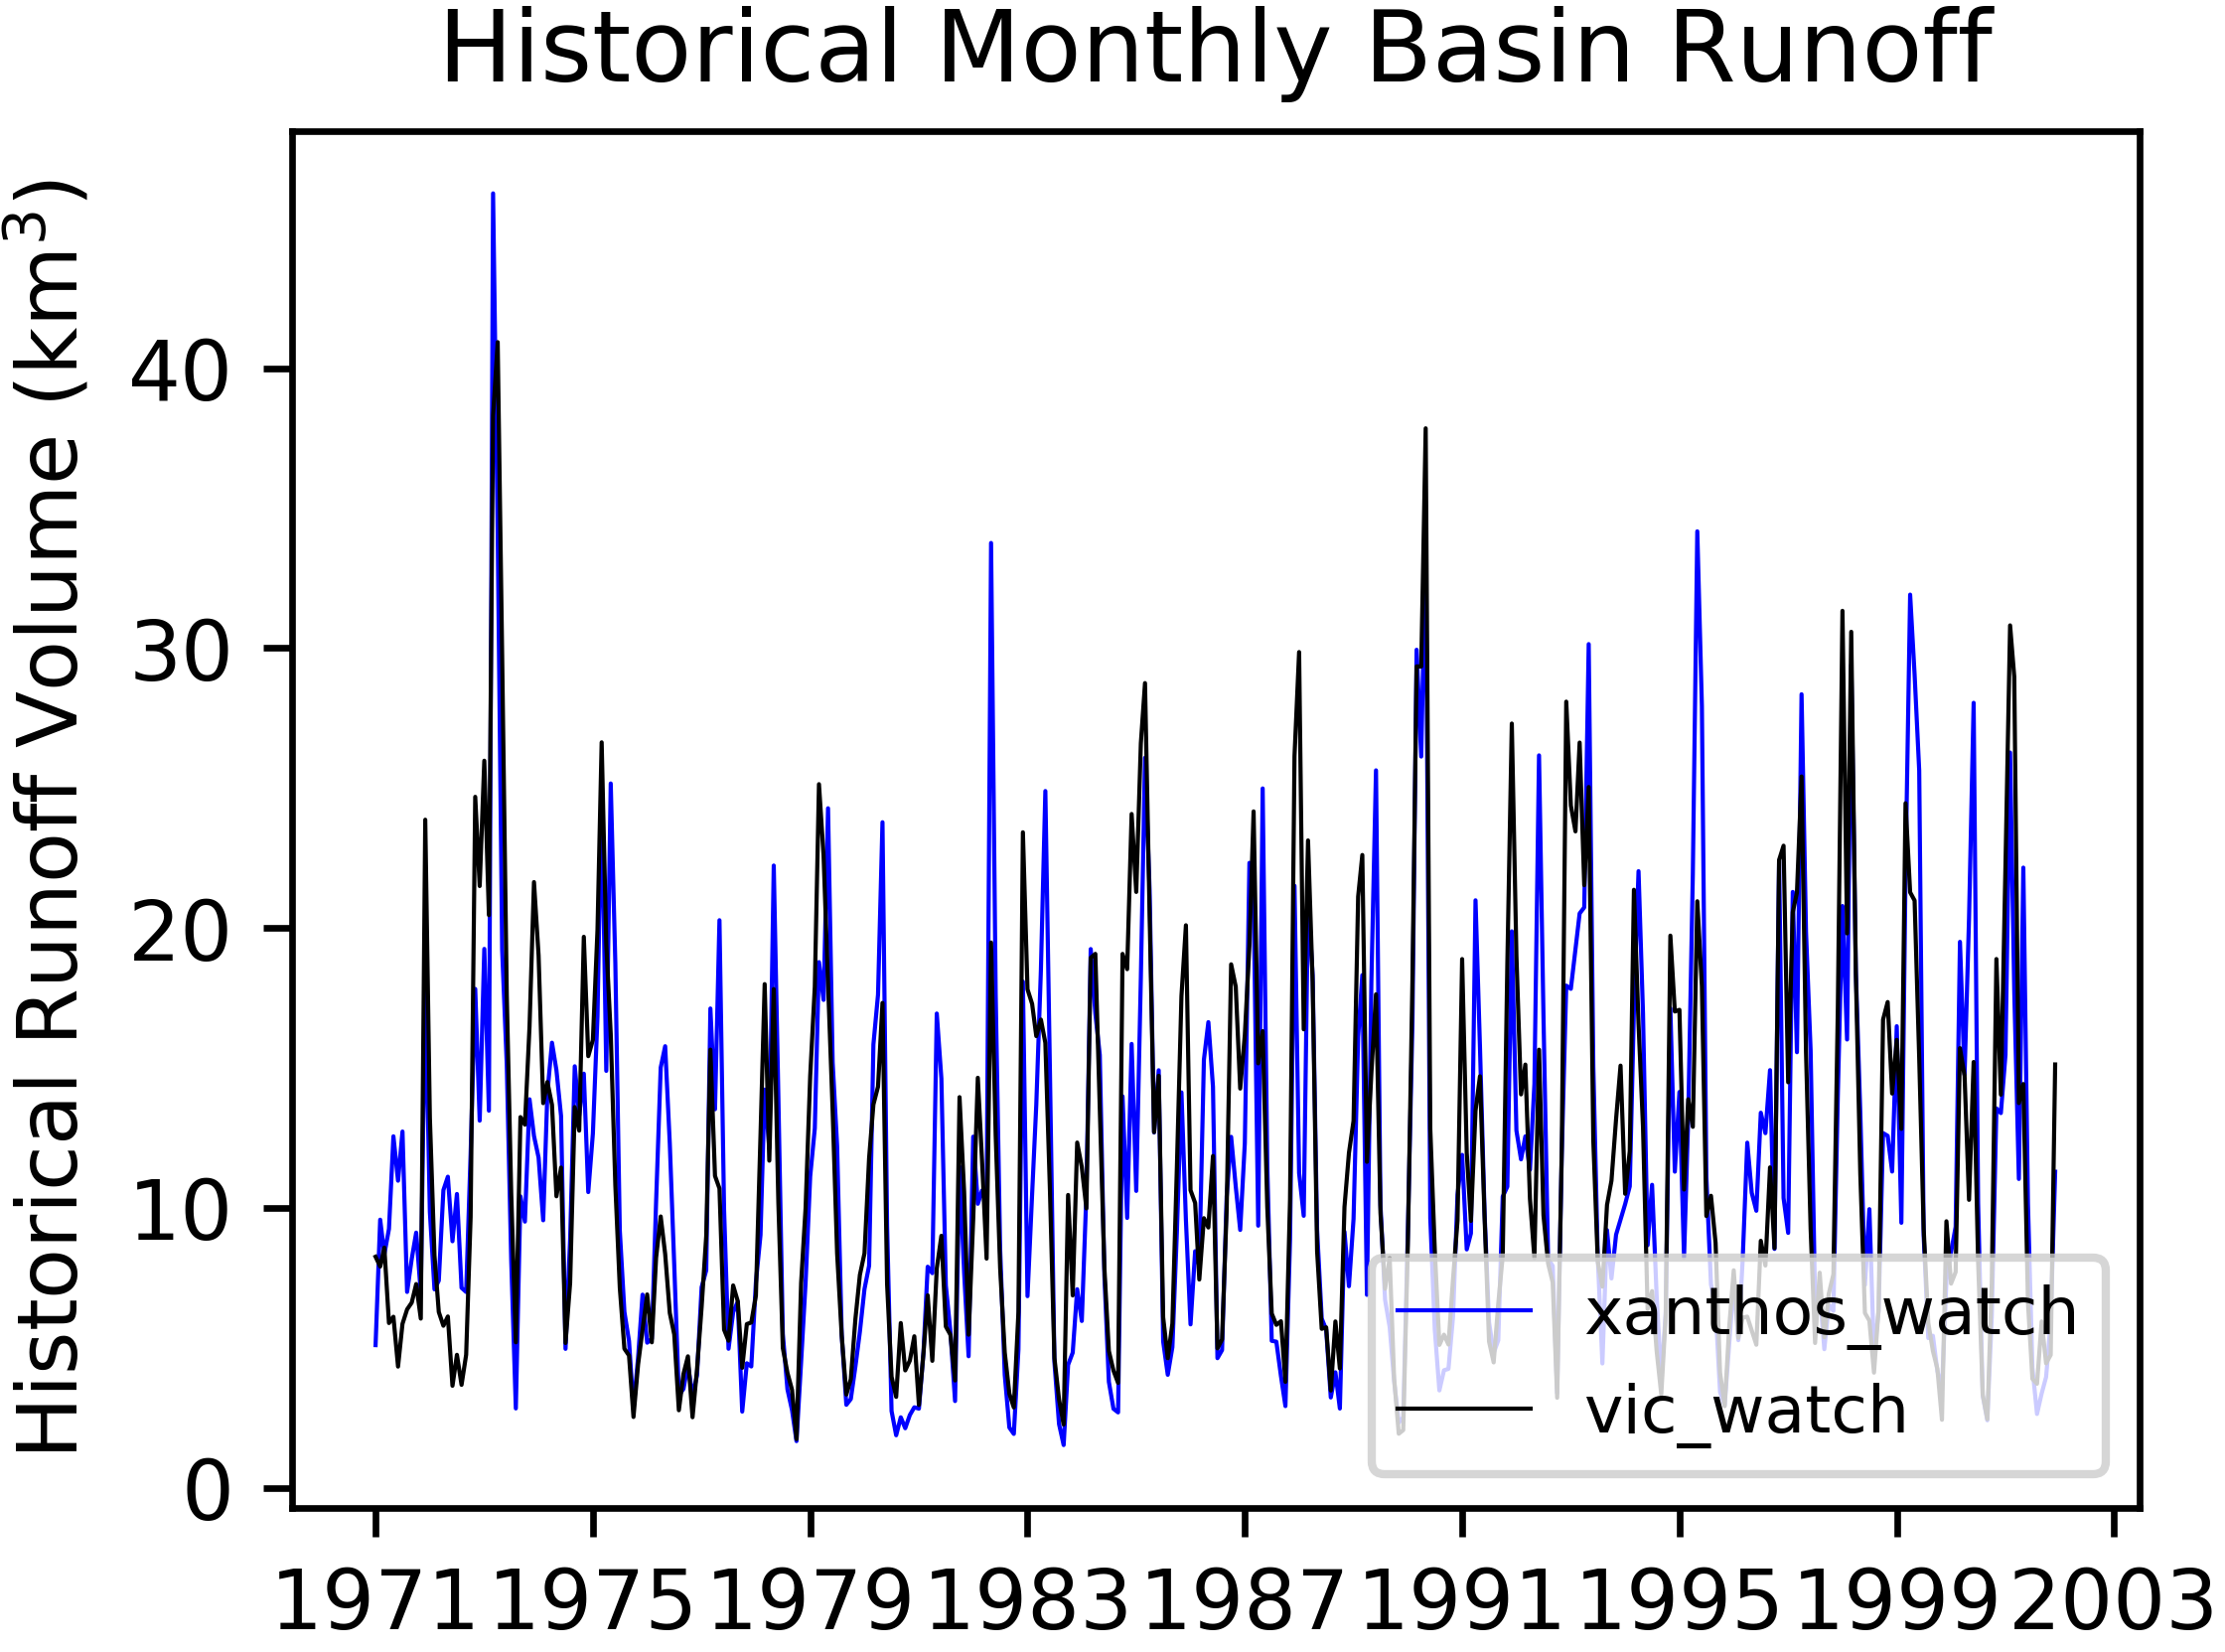 Historical Monthly Basin Runoff
Historical Runoff Volume (km³)
40
30
20
10
0
xanthos_watch
vic_watch
1971 1975 1979 1983 1987 1991 1995 1999 2003